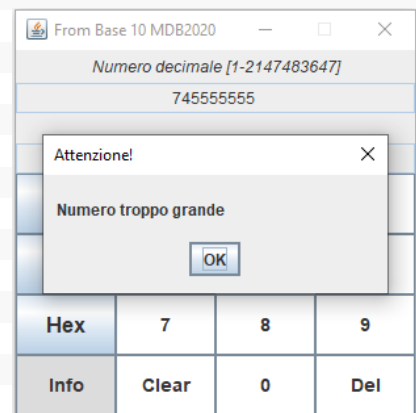 From Base 10 MDB2020
Numero decimale [1-2147483647]
745555555
Attenzione!
Numero troppo grande
OK
Hex 7 8 9
Info Clear 0 Del